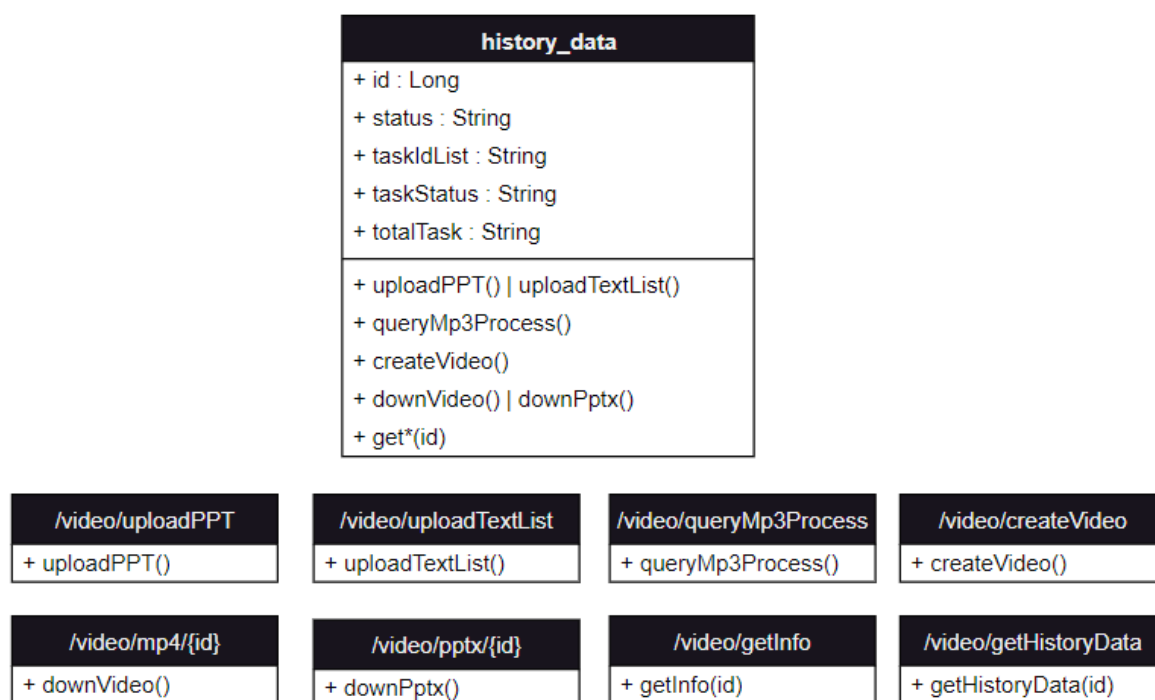 history_data
+ id : Long
+ status : String
+ taskIdList : String
+ taskStatus : String
+ totalTask : String
+ uploadPPT() | uploadTextList()
+ queryMp3Process()
+ createVideo()
+ downVideo() | downPptx()
+ get*(id)
/video/uploadPPT
+ uploadPPT()
/video/uploadTextList
+ uploadTextList()
/video/queryMp3Process
+ queryMp3Process()
/video/createVideo
+ createVideo()
/video/mp4/{id}
+ downVideo()
/video/pptx/{id}
+ downPptx()
/video/getInfo
+ getInfo(id)
/video/getHistoryData
+ getHistoryData(id)